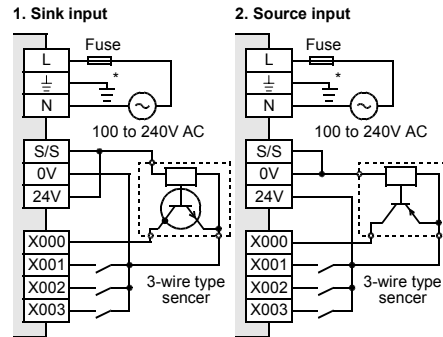 1. Sink input
L
Fuse
*
N
100 to 240V AC
S/S
0V
24V
X000
X001
X002
X003
3-wire type
sencer
2. Source input
L
Fuse
*
N
100 to 240V AC
S/S
0V
24V
X000
X001
X002
X003
3-wire type
sencer